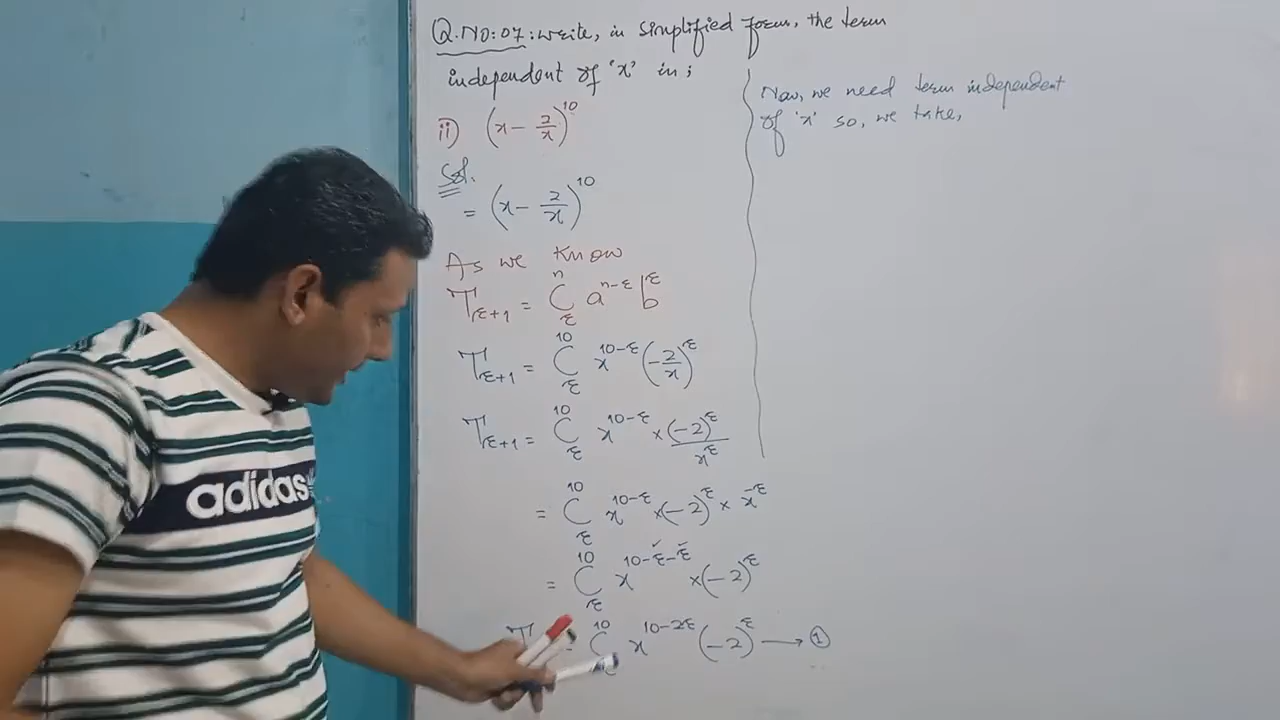 Q.NO:07: write, in simplified form, the term
independent of 'x' in;
ii) (x - 2/x)^10
Sol.
= (x - 2/x)^10
As we know
T_{r+1} = ^nC_r a^{n-r} b^r
T_{r+1} = ^10C_r x^{10-r} (-2/x)^r
T_{r+1} = ^10C_r x^{10-r} × (-2)^r/x^r
= ^10C_r x^{10-r} × (-2)^r × x^{-r}
= ^10C_r x^{10-r-r} × (-2)^r
T = ^10C x^{10-2r} (-2)^r → ①
Now, we need term independent
of 'x' so, we take,
adidas